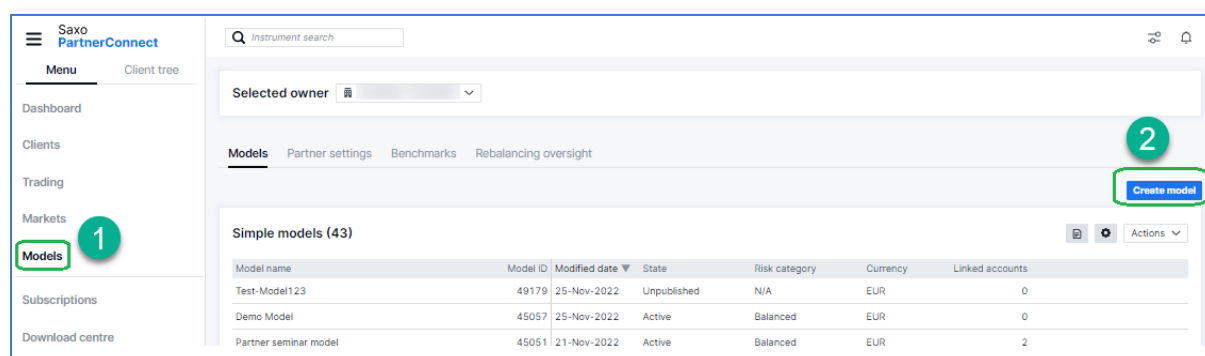 Saxo
PartnerConnect
Instrument search
Menu Client tree
Selected owner
Dashboard
Clients
Models Partner settings Benchmarks Rebalancing oversight
2
Trading
Create model
Markets
1
Simple models (43)
Actions
Models
Model name Model ID Modified date State Risk category Currency Linked accounts
Test-Model123 49179 25-Nov-2022 Unpublished N/A EUR 0
Subscriptions
Demo Model 45057 25-Nov-2022 Active Balanced EUR 0
Download centre
Partner seminar model 45051 21-Nov-2022 Active Balanced EUR 2